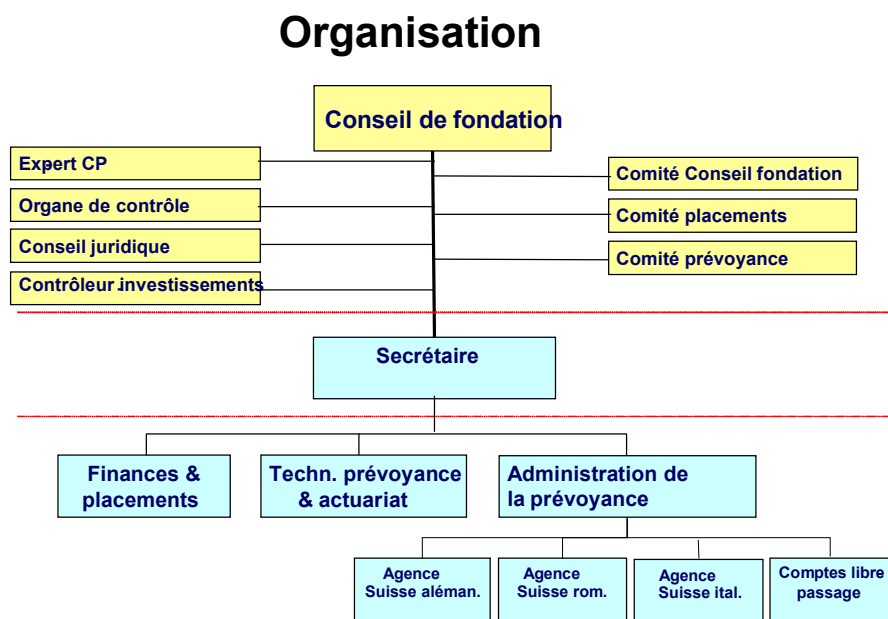 Organisation
Conseil de fondation
Expert CP
Organe de contrôle
Conseil juridique
Contrôleur investissements
Comité Conseil fondation
Comité placements
Comité prévoyance
Secrétaire
Finances &
placements
Techn. prévoyance
& actuariat
Administration de
la prévoyance
Agence
Suisse aléman.
Agence
Suisse rom.
Agence
Suisse ital.
Comptes libre
passage